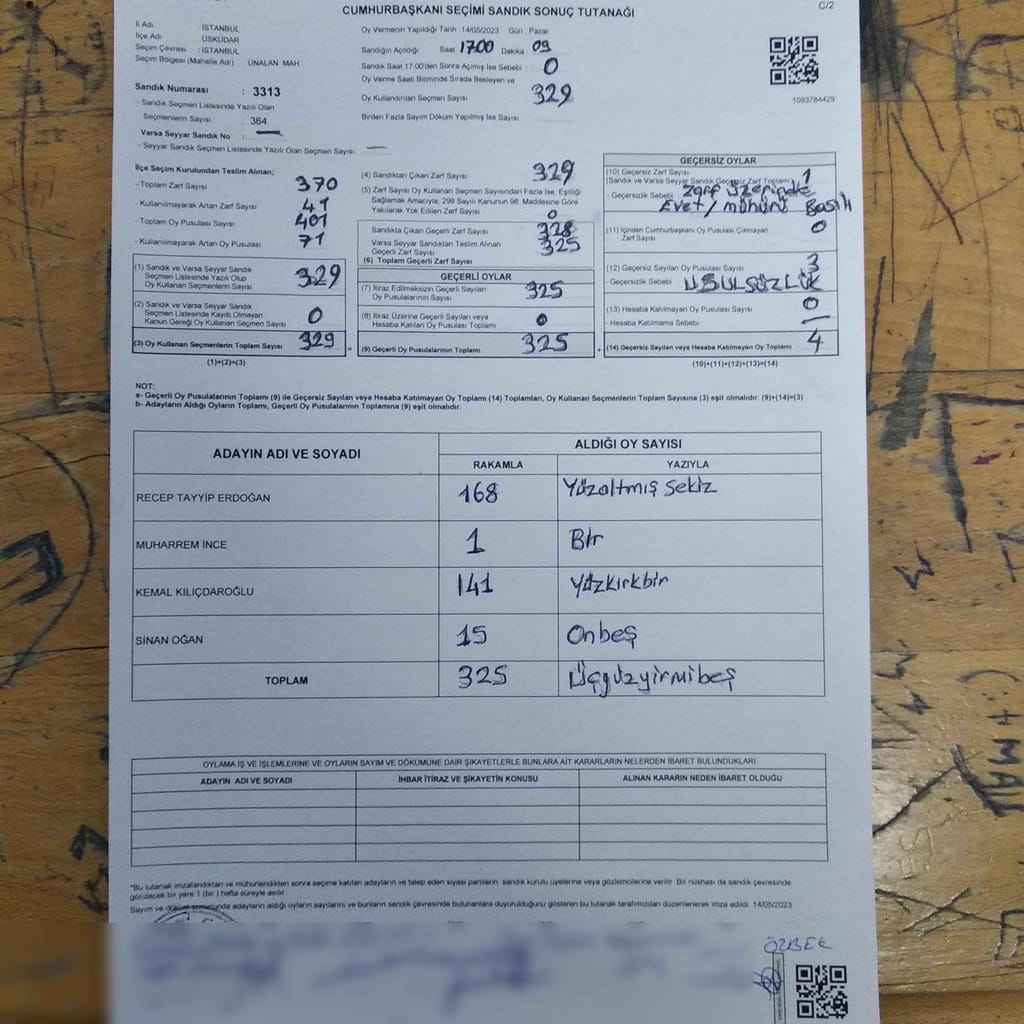 CUMHURBAŞKANI SEÇİMİ SANDIK SONUÇ TUTANAĞI
C/2
İl Adı : İSTANBUL
İlçe Adı : ÜSKÜDAR
Seçim Çevresi : İSTANBUL
Seçim Bölgesi (Mahalle Adı) : ÜNALAN MAH
Sandık Numarası : 3313
- Sandık Seçmen Listesinde Yazılı Olan
Seçmenlerin Sayısı : 364
Varsa Seyyar Sandık No : —
- Seyyar Seçmen Listesinde Yazılı Olan Seçmen Sayısı —
Oy Vermenin Yapıldığı Tarih 14/05/2023 Gün : Pazar
Sandığın Açıldığı Saat 1700 Dakika : 09
Sandık Saat 17:00'den Sonra Açımış İse Sebebi 0
Oy Verme Saati Bitiminde Sırada Bekleyen ve
Oy Kullandırılan Seçmen Sayısı 329
Birden Fazla Sayım Döküm Yapılmış İse Sayısı
1093784429
İlçe Seçim Kurulundan Teslim Alınan;
- Toplam Zarf Sayısı 370
- Kullanılmayarak Artan Zarf Sayısı 41
- Toplam Oy Pusulası Sayısı 401
- Kullanılmayarak Artan Oy Pusulası 71
(1) Sandık ve Varsa Seyyar Sandık
Seçmen Listesinde Yazılı Olup
Oy Kullanan Seçmenlerin Sayısı 329
(2) Sandık ve Varsa Seyyar Sandık
Seçmen Listesinde Kayıtlı Olmayan
Kanun Gereği Oy Kullanan Seçmen Sayısı 0
(3) Oy Kullanan Seçmenlerin Toplam Sayısı 329
(1)+(2)=(3)
(4) Sandıktan Çıkan Zarf Sayısı 329
(5) Zarf Sayısı Oy Kullanan Seçmen Sayısından Fazla İse, Eşitliği
Sağlamak Amacıyla, 298 Sayılı Kanunun 98. Maddesine Göre
Yakılarak Yok Edilen Zarf Sayısı 0
Sandıkta Çıkan Geçerli Zarf Sayısı 328
Varsa Seyyar Sandıktan Teslim Alınan
Geçerli Zarf Sayısı 325
(6) Toplam Geçerli Zarf Sayısı
GEÇERLİ OYLAR
(7) İtiraz Edilmeksizin Geçerli Sayılan
Oy Pusulalarının Sayısı 325
(8) İtiraz Üzerine Geçerli Sayılan veya
Hesaba Katılan Oy Pusulası Toplamı 0
(9) Geçerli Oy Pusulalarının Toplamı 325
GEÇERSİZ OYLAR
(10) Geçersiz Zarf Sayısı 1
(Sandık ve Varsa Seyyar Sandık Geçersiz Zarf Toplamı)
- Geçersizlik Sebebi Zarf üzerinde
Evet/mühürü Basılı
(11) İçinden Cumhurbaşkanı Oy Pusulası Çıkmayan
Zarf Sayısı 0
(12) Geçersiz Sayılan Oy Pusulası Sayısı 3
- Geçersizlik Sebebi USULSÜZLÜK
(13) Hesaba Katılmayan Oy Pusulası Sayısı 0
Hesaba Katılmama Sebebi —
(14) Geçersiz Sayılan veya Hesaba Katılmayan Oy Toplamı 4
(10)+(11)+(12)+(13)=(14)
NOT:
a- Geçerli Oy Pusulalarının Toplamı (9) ile Geçersiz Sayılan veya Hesaba Katılmayan Oy Toplamı (14) Toplamları, Oy Kullanan Seçmenlerin Toplam Sayısına (3) eşit olmalıdır. (9)+(14)=(3)
b- Adayların Aldığı Oyların Toplamı, Geçerli Oy Pusulalarının Toplamına (9) eşit olmalıdır.
ADAYIN ADI VE SOYADI
ALDIĞI OY SAYISI
RAKAMLA YAZIYLA
RECEP TAYYİP ERDOĞAN 168 Yüzaltmış sekiz
MUHARREM İNCE 1 Bir
KEMAL KILIÇDAROĞLU 141 Yüzkırkbir
SİNAN OĞAN 15 Onbeş
TOPLAM 325 Üçyüzyirmibeş
OYLAMA İŞ VE İŞLEMLERİNE VE OYLARIN SAYIM VE DÖKÜMÜNE DAİR ŞİKAYETLERLE BUNLARA AİT KARARLARIN NELERDEN İBARET BULUNDUKLARI
ADAYIN ADI VE SOYADI İHBAR İTİRAZ VE ŞİKAYETİN KONUSU ALINAN KARARIN NEDEN İBARET OLDUĞU
*Bu tutanak imzalandıktan ve mühürlendikten sonra seçime katılan adayların ve talep eden siyasi partilerin, sandık kurulu üyelerine veya gözlemcilerine verilir. Bir nüshası da sandık çevresinde
görülecek bir yere 1 (bir) hafta süreyle asılır.
Sayım ve döküm sonucunda adayların aldığı oyların sayılarını ve bunların sandık çevresinde bulunanlara duyurulduğunu gösteren bu tutanak tarafımızdan düzenlenerek imza edildi. 14/05/2023
ÖZBEK